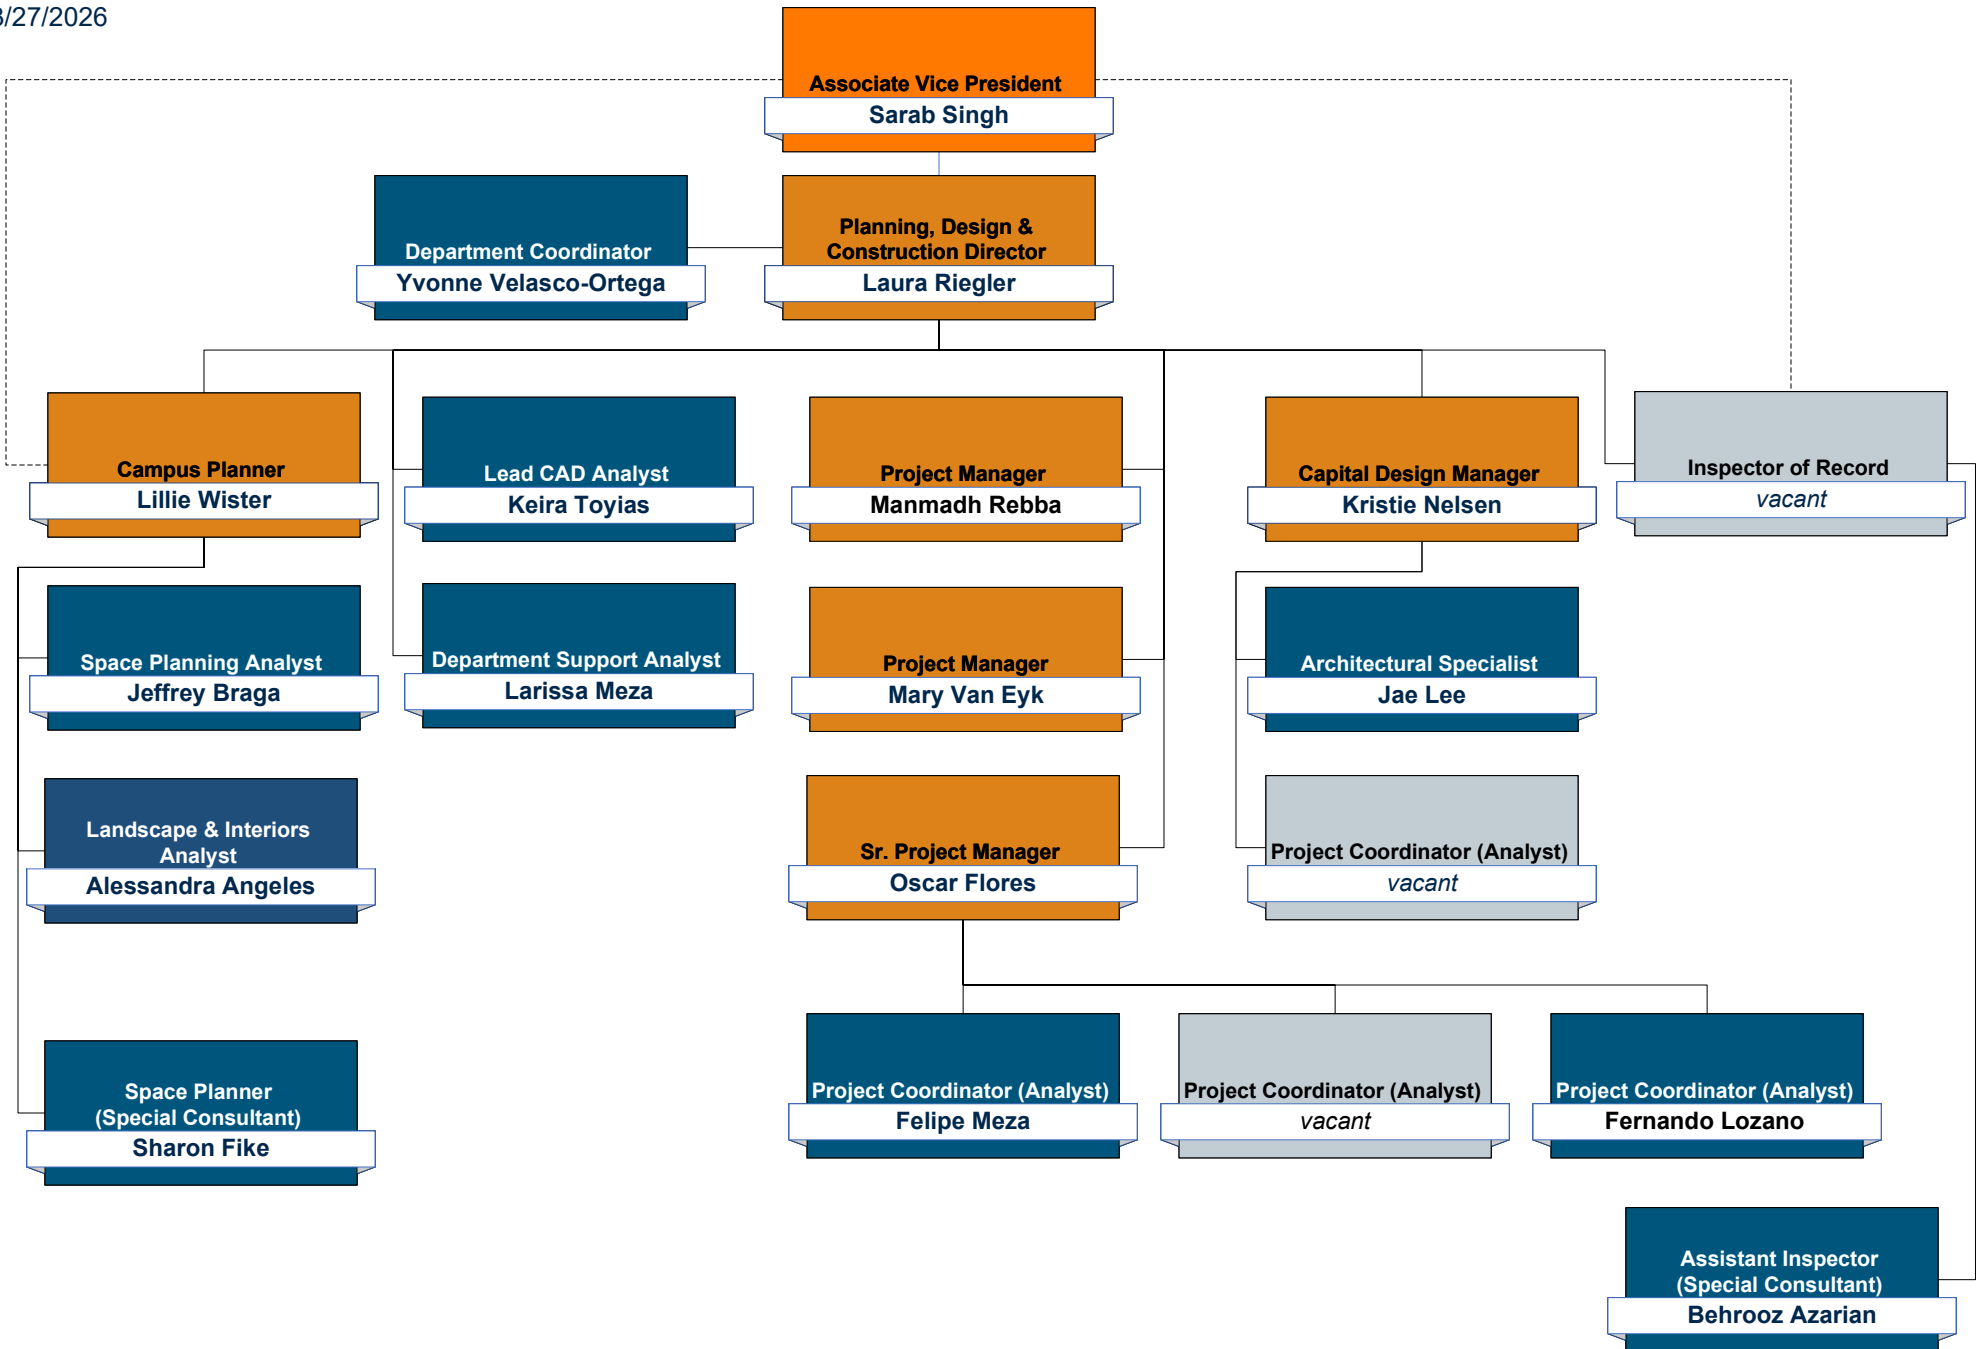 /27/2026
Associate Vice President
Sarab Singh
Department Coordinator
Yvonne Velasco-Ortega
Planning, Design &
Construction Director
Laura Riegler
Campus Planner
Lillie Wister
Lead CAD Analyst
Keira Toyias
Project Manager
Manmadh Rebba
Capital Design Manager
Kristie Nelsen
Inspector of Record
vacant
Space Planning Analyst
Jeffrey Braga
Department Support Analyst
Larissa Meza
Project Manager
Mary Van Eyk
Architectural Specialist
Jae Lee
Landscape & Interiors
Analyst
Alessandra Angeles
Sr. Project Manager
Oscar Flores
Project Coordinator (Analyst)
vacant
Space Planner
(Special Consultant)
Sharon Fike
Project Coordinator (Analyst)
Felipe Meza
Project Coordinator (Analyst)
vacant
Project Coordinator (Analyst)
Fernando Lozano
Assistant Inspector
(Special Consultant)
Behrooz Azarian